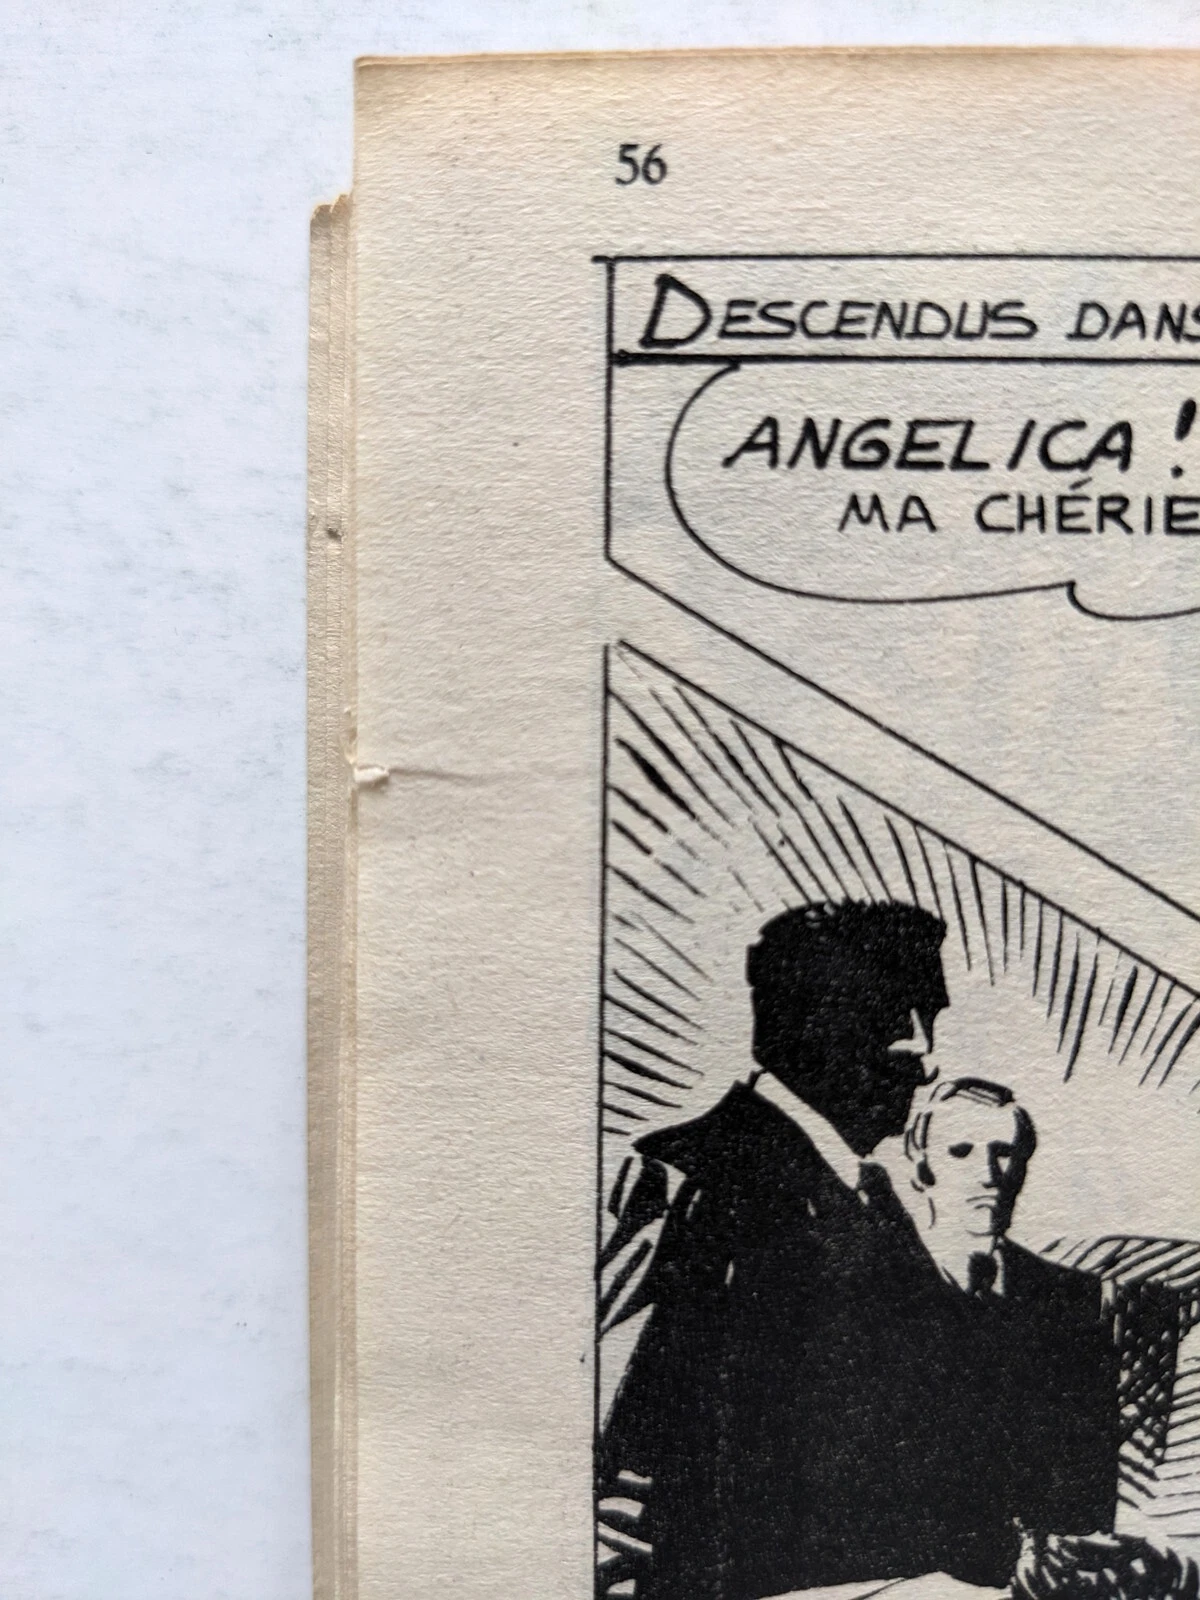 56
DESCENDUS DANS
ANGELICA !
MA CHÉRIE